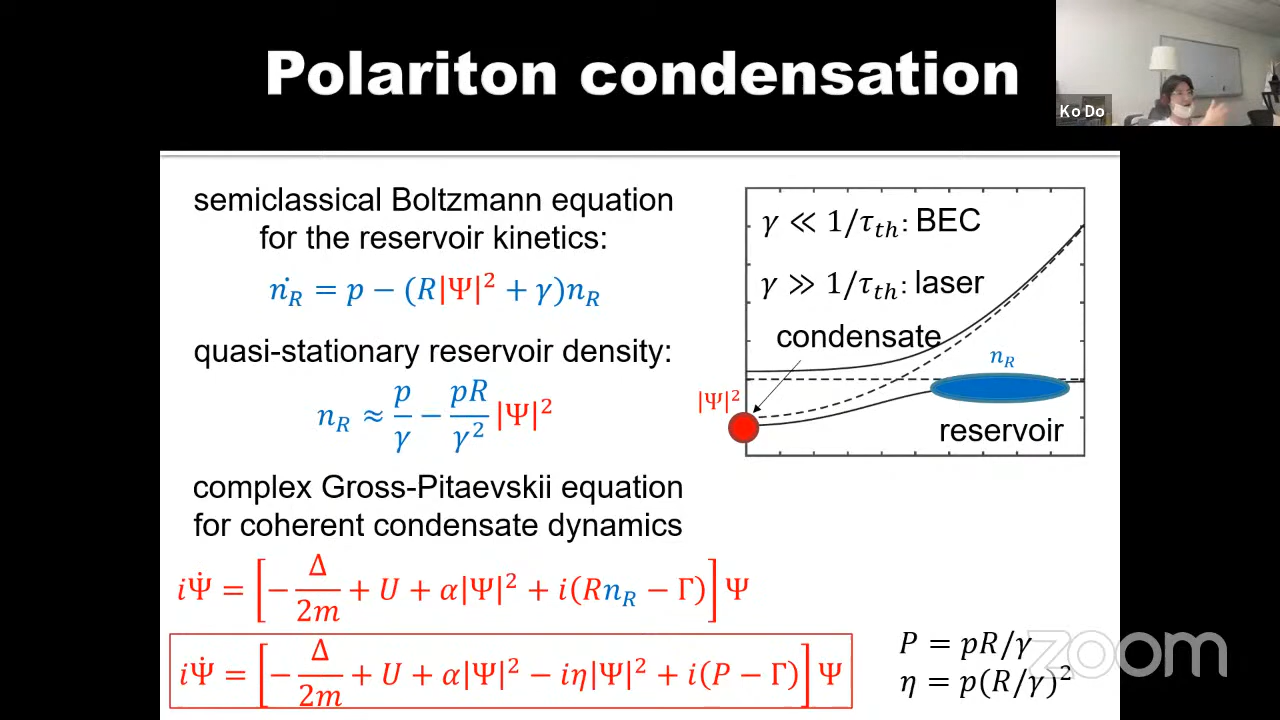 Polariton condensation
Ko Do
semiclassical Boltzmann equation
for the reservoir kinetics:
ṅ_R = p − (R|Ψ|² + γ)n_R
quasi-stationary reservoir density:
n_R ≈ p/γ − pR/γ² |Ψ|²
complex Gross-Pitaevskii equation
for coherent condensate dynamics
iΨ̇ = [−Δ/2m + U + α|Ψ|² + i(Rn_R − Γ)] Ψ
iΨ̇ = [−Δ/2m + U + α|Ψ|² − iη|Ψ|² + i(P − Γ)] Ψ
γ ≪ 1/τ_th: BEC
γ ≫ 1/τ_th: laser
condensate
n_R
|Ψ|²
reservoir
P = pR/γ
η = p(R/γ)²
zoom